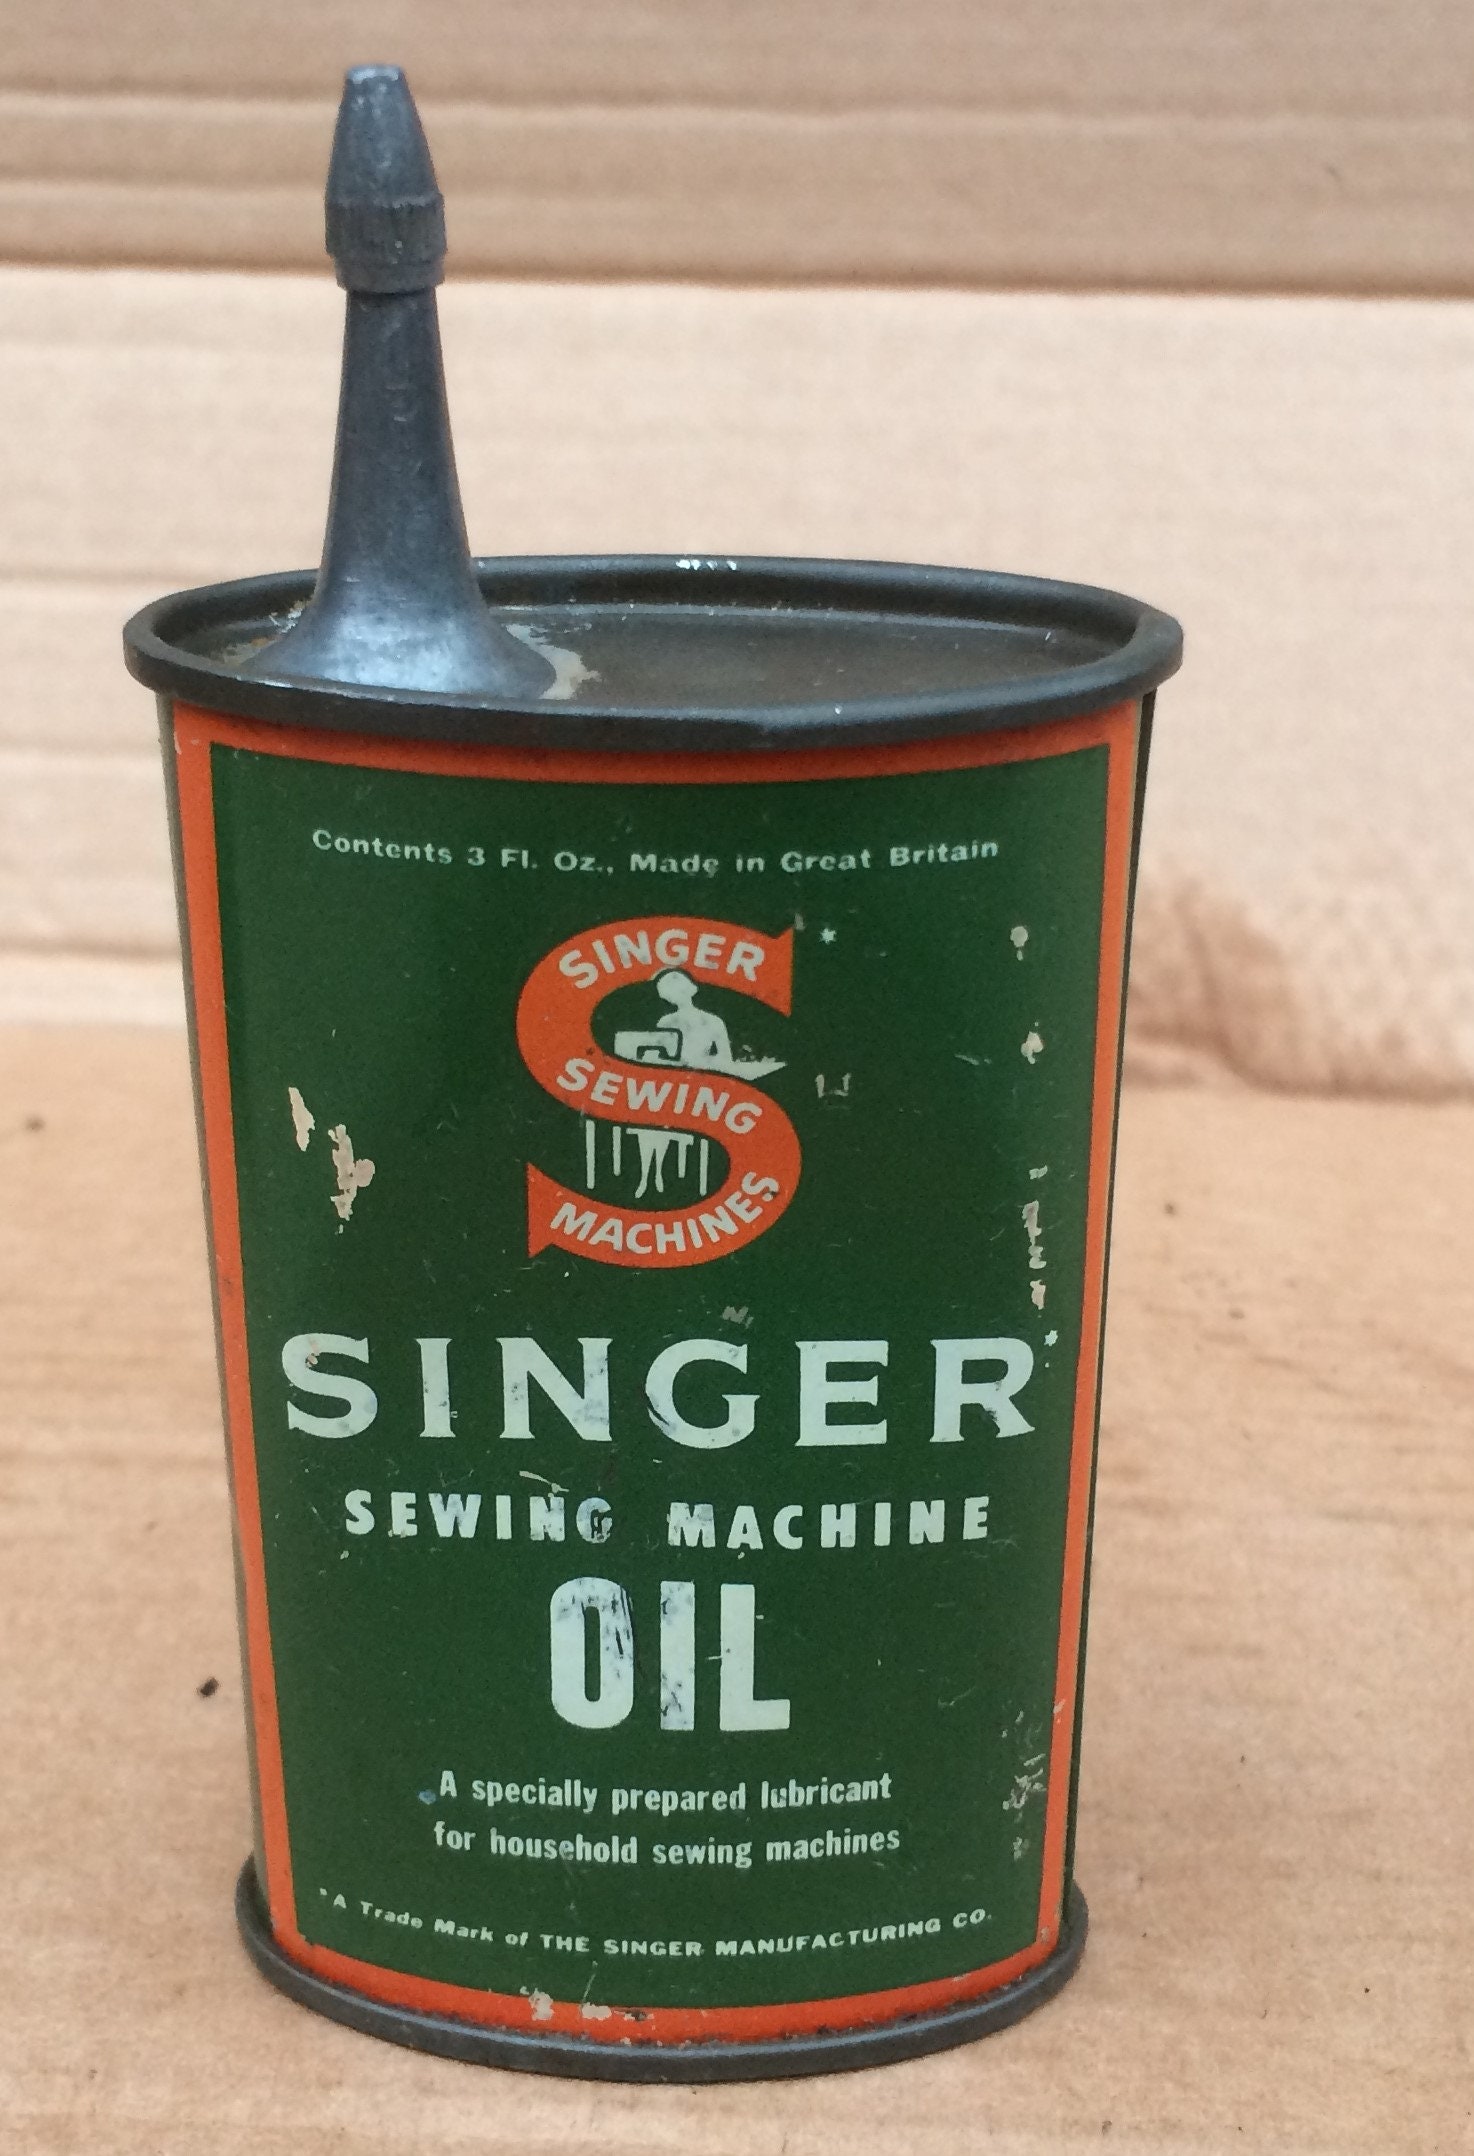 Contents 3 Fl. Oz., Made in Great Britain
SINGER *
SEWING
MACHINES
SINGER*
SEWING MACHINE
OIL
A specially prepared lubricant
for household sewing machines
*A Trade Mark of THE SINGER MANUFACTURING CO.